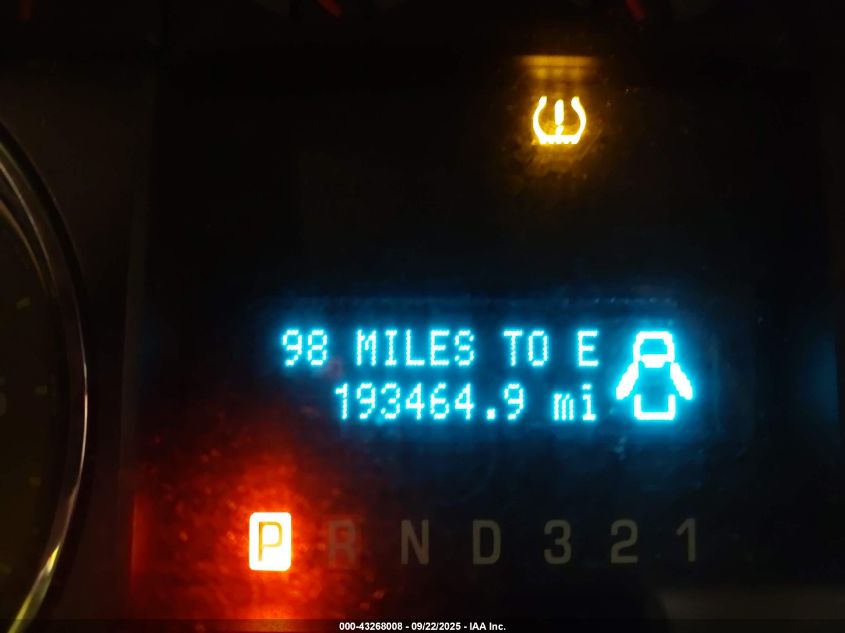 98 MILES TO E
193464.9 mi
P R N D 3 2 1
000-43268008 - 09/22/2025 - IAA Inc.